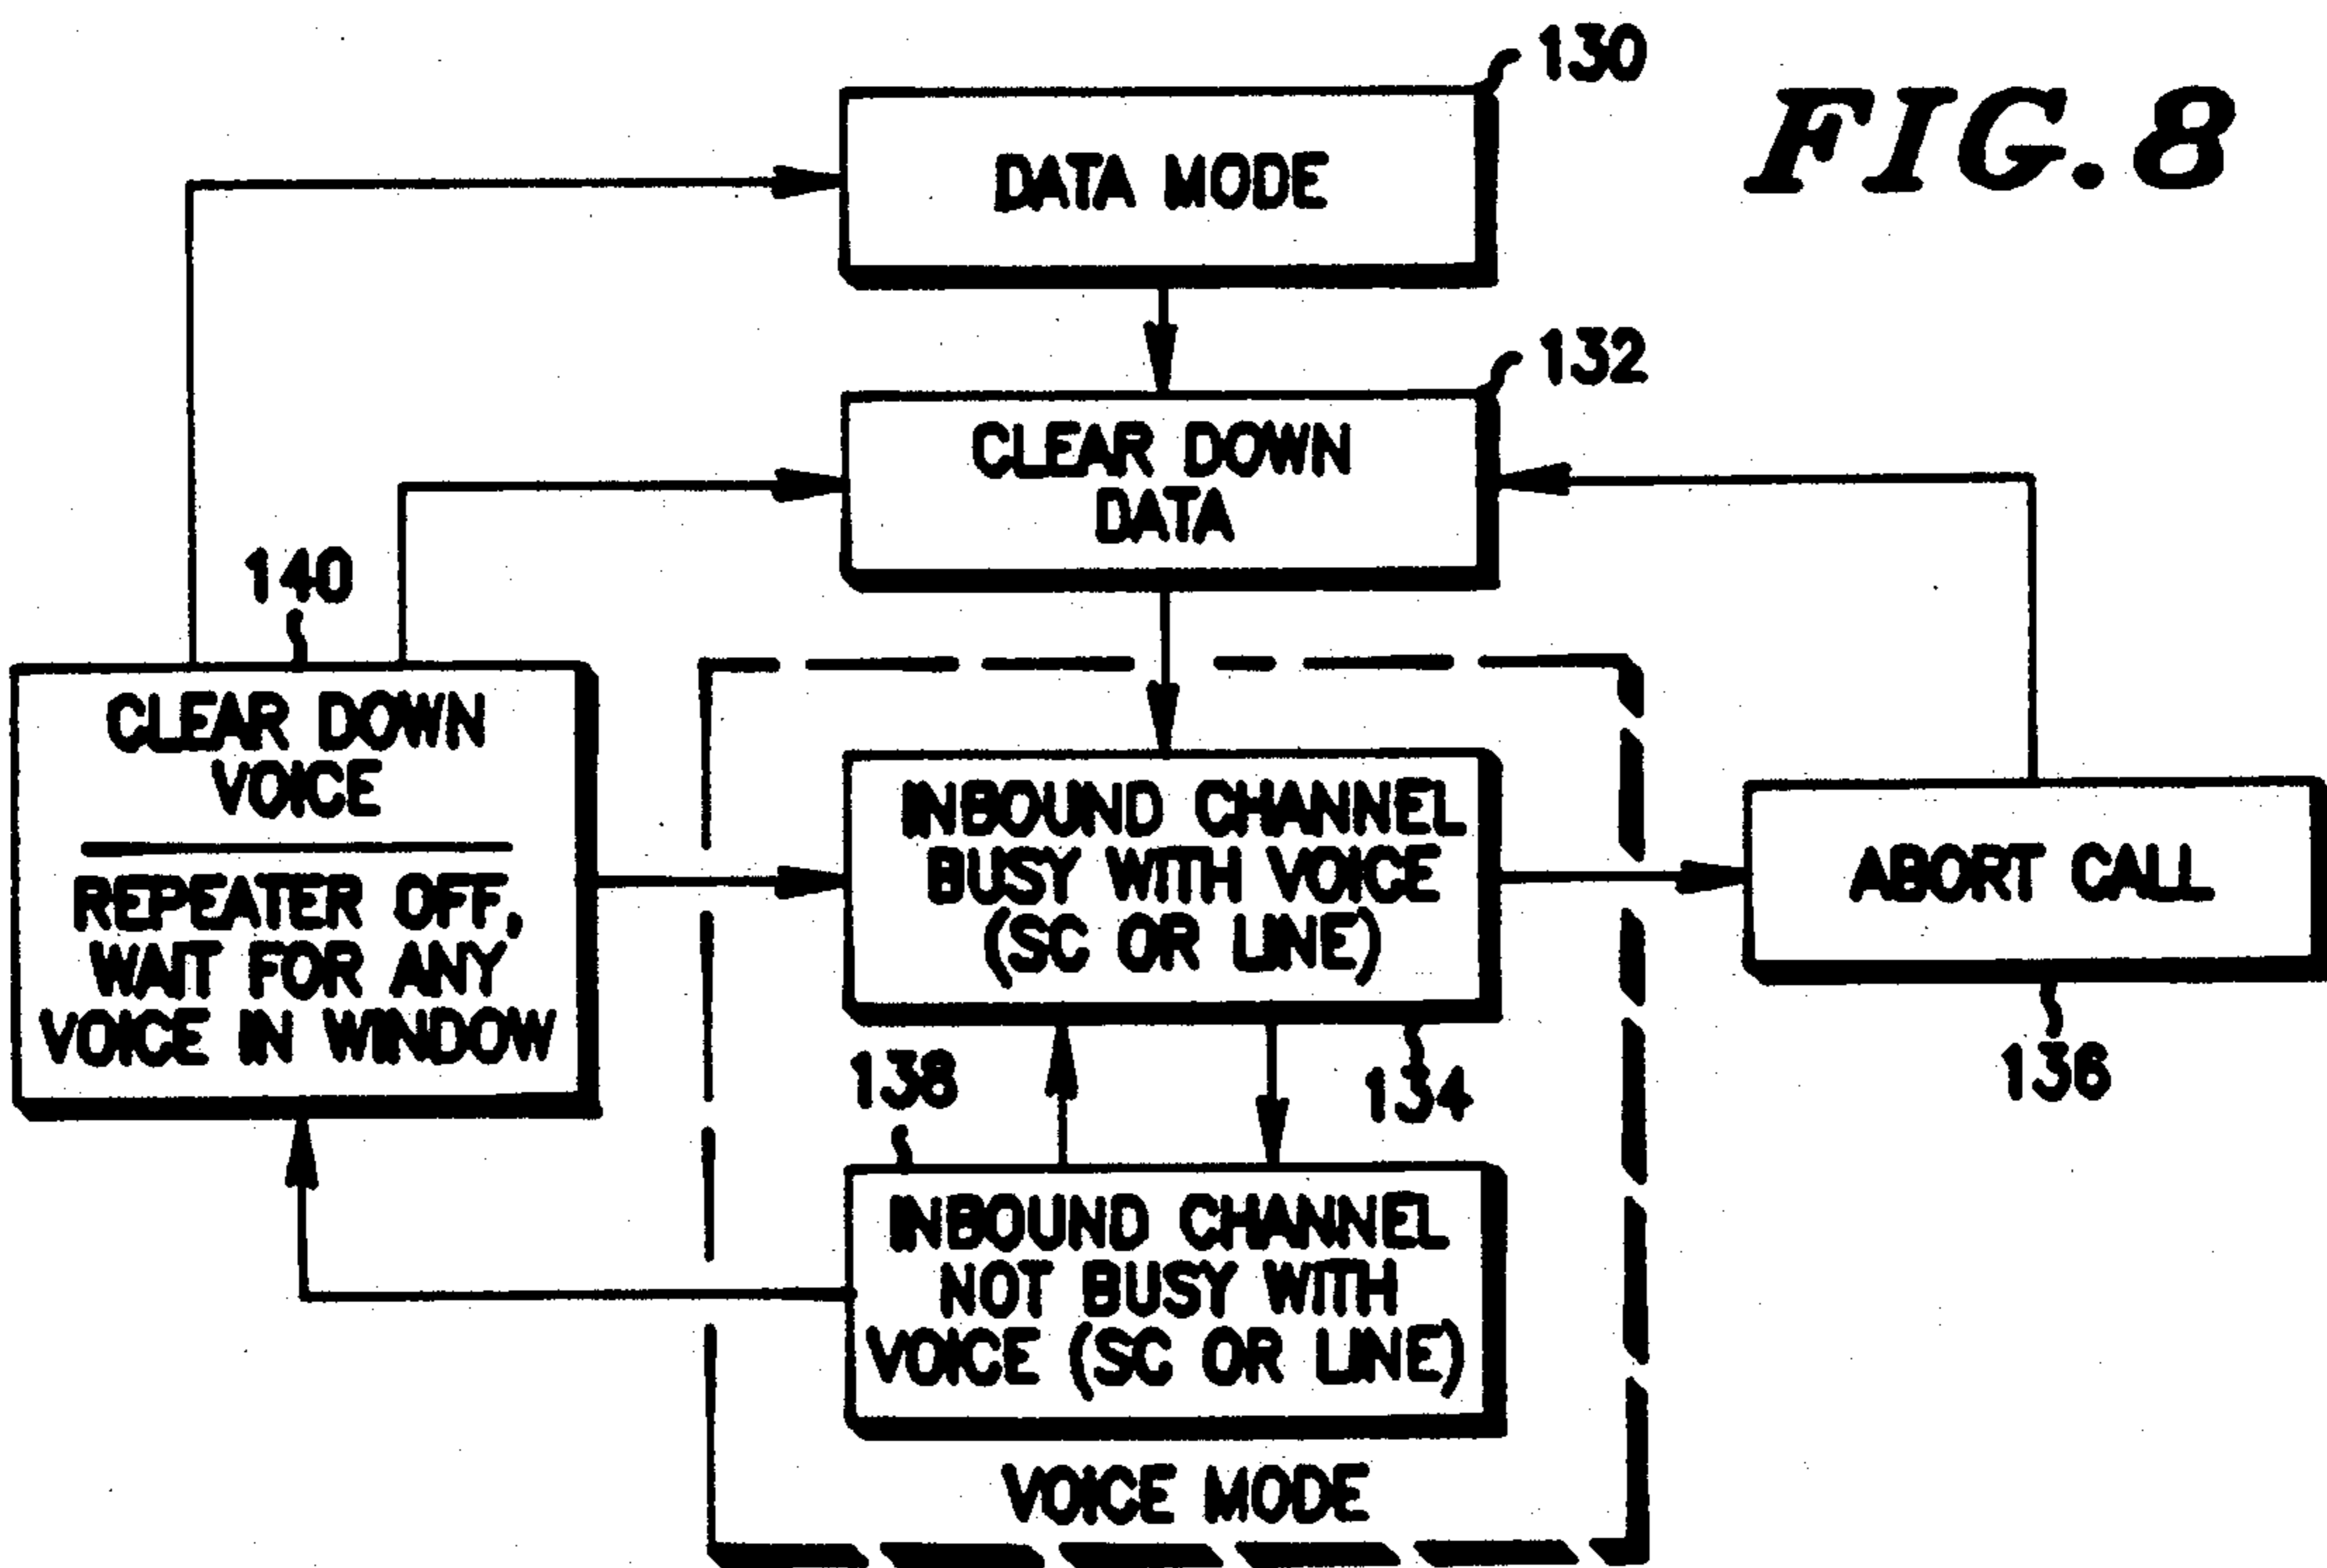 130
FIG. 8
DATA MODE
132
CLEAR DOWN
DATA
140
CLEAR DOWN
VOICE
REPEATER OFF,
WAIT FOR ANY
VOICE IN WINDOW
INBOUND CHANNEL
BUSY WITH VOICE
(SC OR LINE)
ABORT CALL
138
134
136
INBOUND CHANNEL
NOT BUSY WITH
VOICE (SC OR LINE)
VOICE MODE